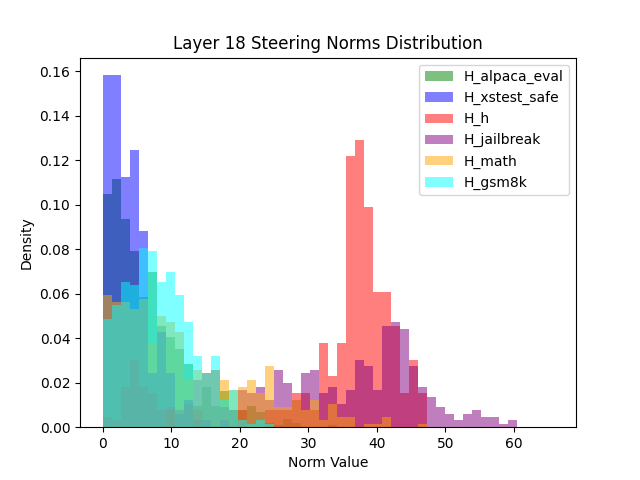 Layer 18 Steering Norms Distribution
Density
0.16
0.14
0.12
0.10
0.08
0.06
0.04
0.02
0.00
H_alpaca_eval
H_xstest_safe
H_h
H_jailbreak
H_math
H_gsm8k
0 10 20 30 40 50 60
Norm Value